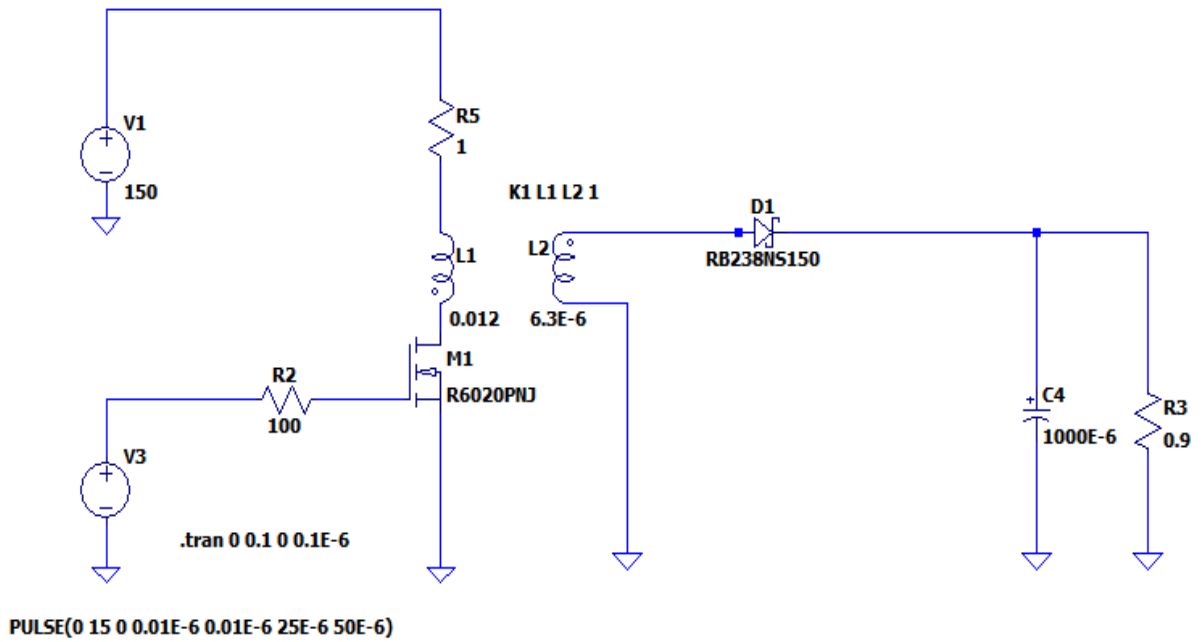 V1
150
R5
1
K1 L1 L2 1
L1
0.012
L2
6.3E-6
D1
RB238NS150
M1
R6020PNJ
R2
100
V3
C4
1000E-6
R3
0.9
.tran 0 0.1 0 0.1E-6
PULSE(0 15 0 0.01E-6 0.01E-6 25E-6 50E-6)